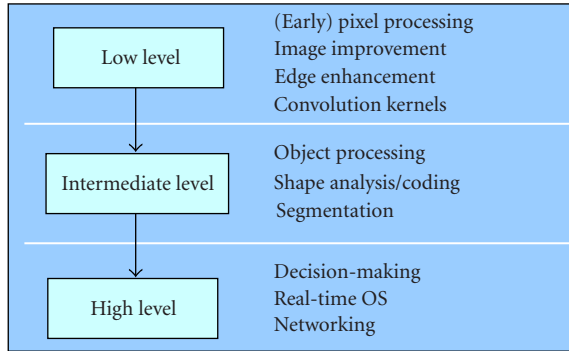 Low level
(Early) pixel processing
Image improvement
Edge enhancement
Convolution kernels
Intermediate level
Object processing
Shape analysis/coding
Segmentation
High level
Decision-making
Real-time OS
Networking